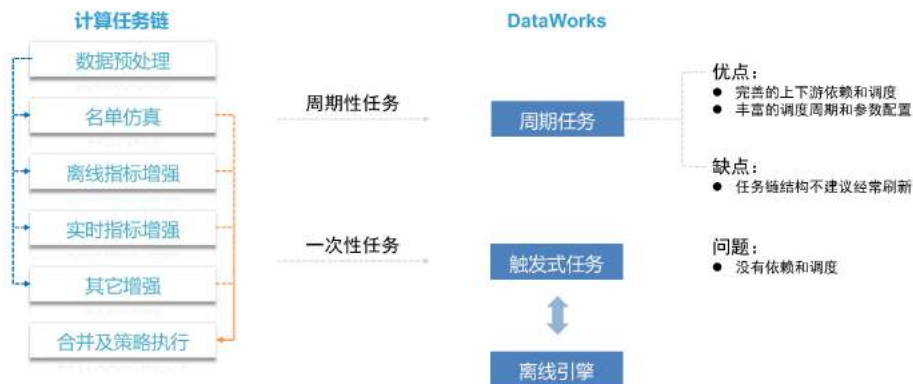 计算任务链
数据预处理
名单仿真
离线指标增强
实时指标增强
其它增强
合并及策略执行
周期性任务
一次性任务
DataWorks
周期任务
触发式任务
离线引擎
优点：
● 完善的上下游依赖和调度
● 丰富的调度周期和参数配置
缺点：
● 任务链结构不建议经常刷新
问题：
● 没有依赖和调度